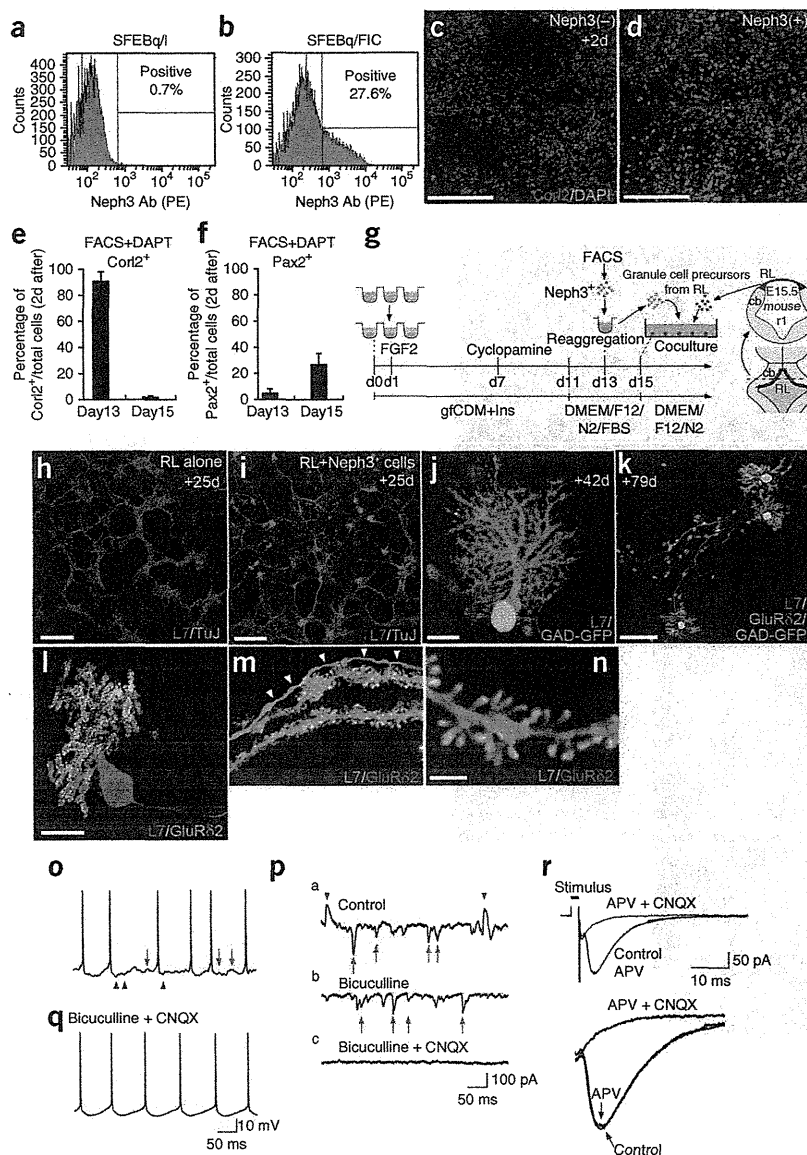 a
SFEBq/I
Counts
400
350
300
250
200
150
100
50
0
Positive
0.7%
10² 10³ 10⁴ 10⁵
Neph3 Ab (PE)
b
SFEBq/FIC
Counts
300
250
200
150
100
50
0
Positive
27.6%
10² 10³ 10⁴ 10⁵
Neph3 Ab (PE)
c
Neph3(−)
+2d
Corl2/DAPI
d
Neph3(+)
e
FACS+DAPT
Corl2⁺
Percentage of
Corl2⁺/total cells (2d after)
100
80
60
40
20
0
Day13 Day15
f
FACS+DAPT
Pax2⁺
Percentage of
Pax2⁺/total cells (2d after)
100
80
60
40
20
0
Day13 Day15
g
FACS
Neph3⁺
Granule cell precursors
from RL
RL
cb
E15.5
mouse
r1
Reaggregation
Coculture
cb
RL
FGF2
Cyclopamine
d0 d1 d7 d11 d13 d15
gfCDM+Ins
DMEM/F12/
N2/FBS
DMEM/
F12/N2
h
RL alone
+25d
L7/TuJ
i
RL+Neph3⁺ cells
+25d
L7/TuJ
j
+42d
L7/
GAD-GFP
k
+79d
L7/
GluRδ2/
GAD-GFP
l
L7/GluRδ2
m
L7/GluRδ2
n
L7/GluRδ2
o
q
Bicuculline + CNQX
10 mV
50 ms
p
a
Control
b
Bicuculline
c
Bicuculline + CNQX
100 pA
50 ms
r
Stimulus
APV + CNQX
Control
APV
50 pA
10 ms
APV + CNQX
APV
Control